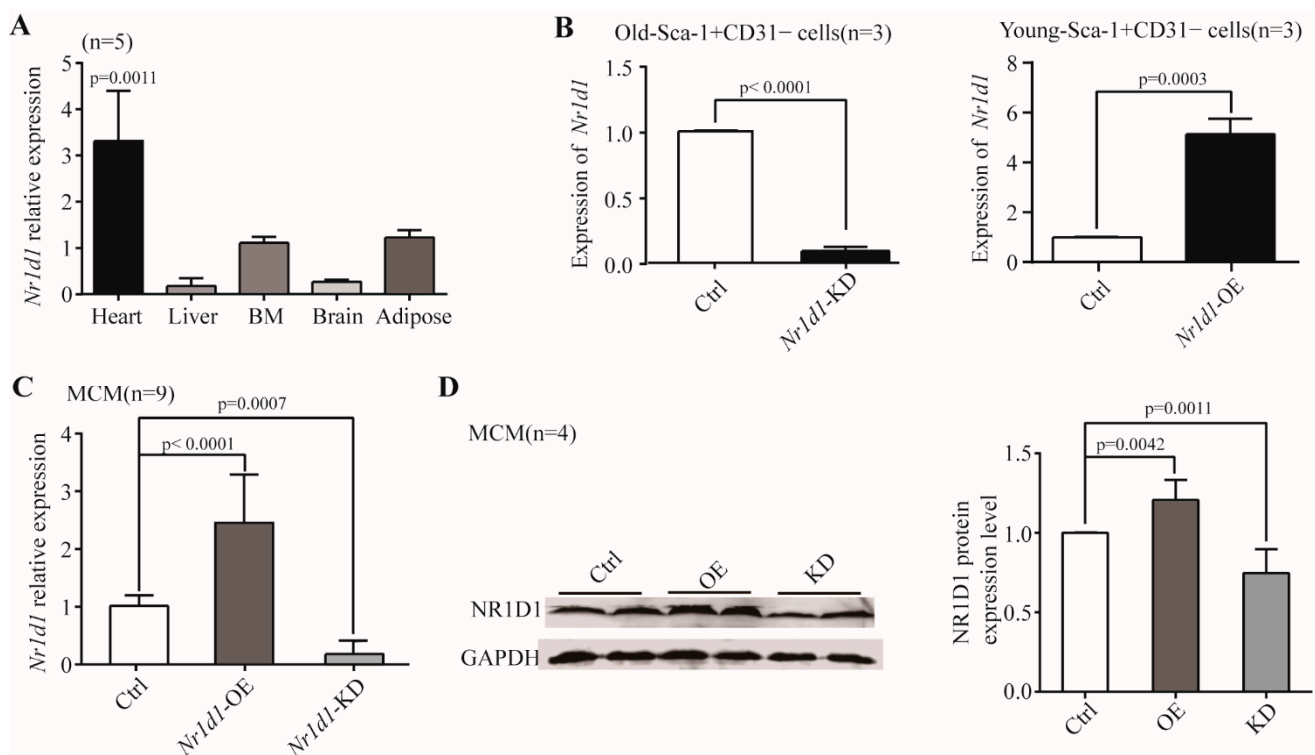 A
(n=5)
p=0.0011
Nr1d1 relative expression
5
4
3
2
1
0
Heart Liver BM Brain Adipose
B
Old-Sca-1+CD31− cells(n=3)
p< 0.0001
Expression of Nr1d1
1.5
1.0
0.5
0.0
Ctrl
Nr1d1-KD
Young-Sca-1+CD31− cells(n=3)
p=0.0003
Expression of Nr1d1
8
6
4
2
0
Ctrl
Nr1d1-OE
C
MCM(n=9)
p=0.0007
p< 0.0001
Nr1d1 relative expression
4
3
2
1
0
Ctrl
Nr1d1-OE
Nr1d1-KD
D
MCM(n=4)
Ctrl
OE
KD
NR1D1
GAPDH
p=0.0011
p=0.0042
NR1D1 protein
expression level
1.5
1.0
0.5
0.0
Ctrl
OE
KD